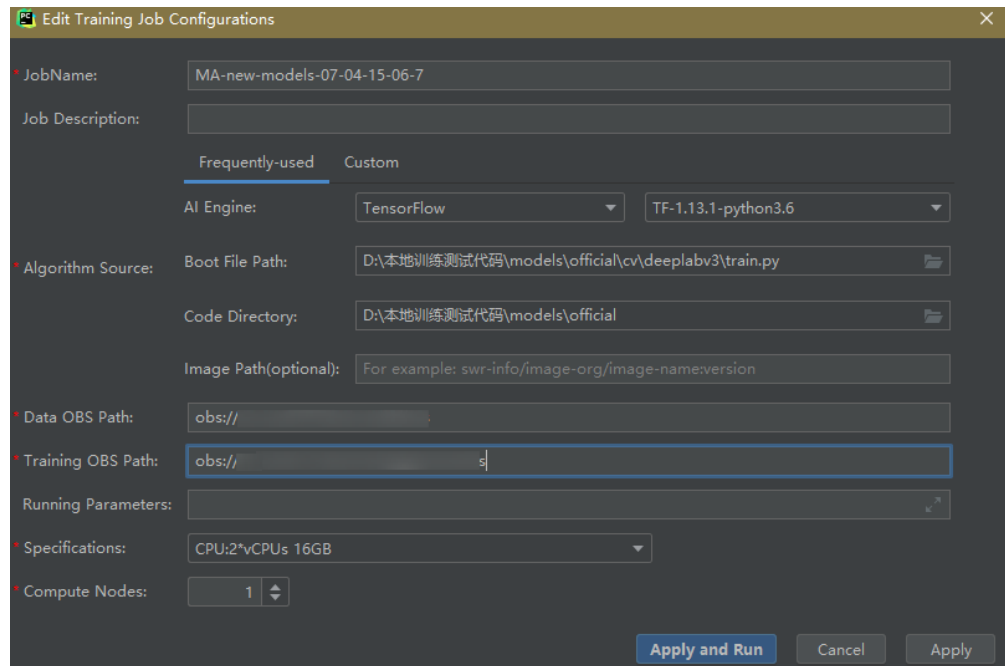 PC Edit Training Job Configurations
* JobName: MA-new-models-07-04-15-06-7
Job Description:
Frequently-used Custom
AI Engine: TensorFlow TF-1.13.1-python3.6
* Algorithm Source:
Boot File Path: D:\本地训练测试代码\models\official\cv\deeplabv3\train.py
Code Directory: D:\本地训练测试代码\models\official
Image Path(optional): For example: swr-info/image-org/image-name:version
* Data OBS Path: obs://
* Training OBS Path: obs:// s
Running Parameters:
* Specifications: CPU:2*vCPUs 16GB
* Compute Nodes: 1
Apply and Run Cancel Apply